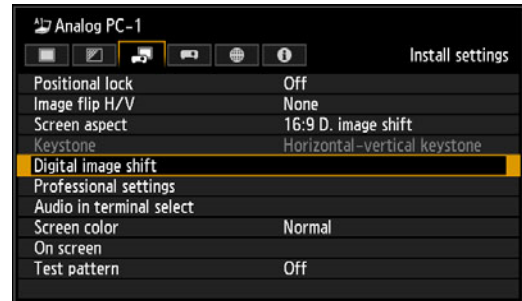 Analog PC-1
Install settings
Positional lock Off
Image flip H/V None
Screen aspect 16:9 D. image shift
Keystone Horizontal-vertical keystone
Digital image shift
Professional settings
Audio in terminal select
Screen color Normal
On screen
Test pattern Off